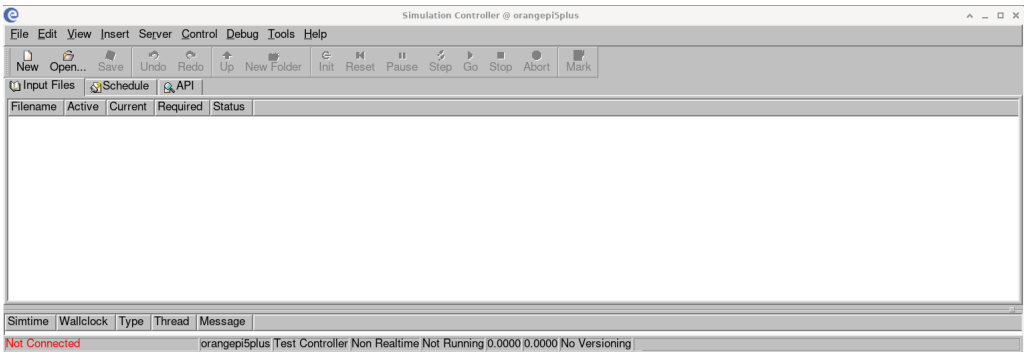 Simulation Controller @ orangepi5plus
File Edit View Insert Server Control Debug Tools Help
New Open... Save Undo Redo Up New Folder Init Reset Pause Step Go Stop Abort Mark
Input Files Schedule API
Filename Active Current Required Status
Simtime Wallclock Type Thread Message
Not Connected orangepi5plus Test Controller Non Realtime Not Running 0.0000 0.0000 No Versioning